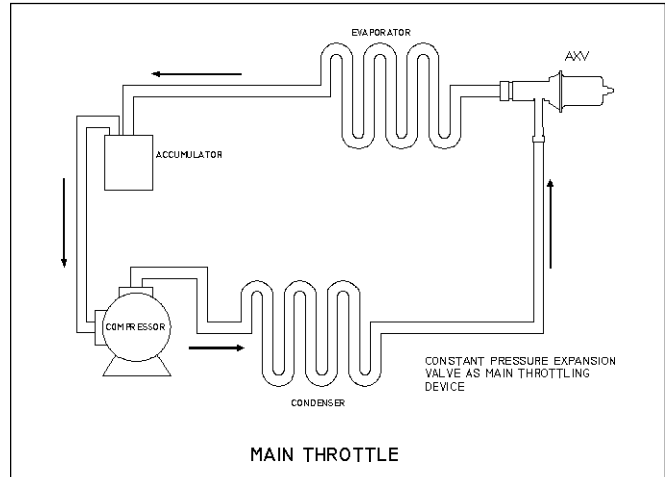 EVAPORATOR
AXV
ACCUMULATOR
COMPRESSOR
CONSTANT PRESSURE EXPANSION
VALVE AS MAIN THROTTLING
DEVICE
CONDENSER
MAIN THROTTLE